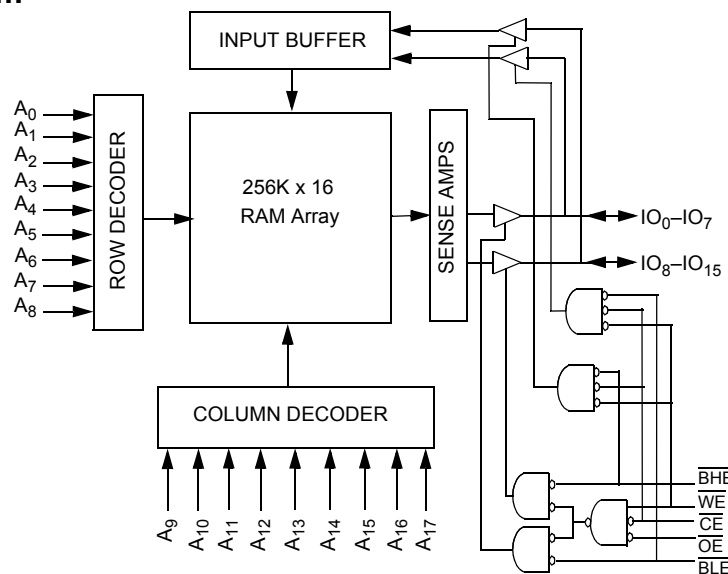 INPUT BUFFER
A0
A1
A2
A3
A4
A5
A6
A7
A8
ROW DECODER
256K x 16
RAM Array
SENSE AMPS
IO0–IO7
IO8–IO15
COLUMN DECODER
A9
A10
A11
A12
A13
A14
A15
A16
A17
BHE
WE
CE
OE
BLE